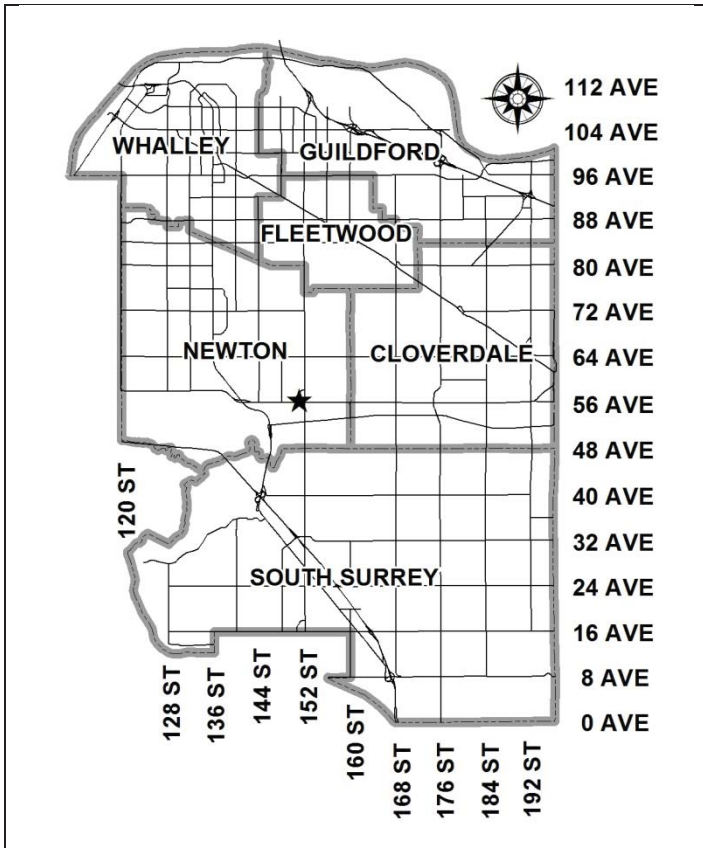 112 AVE
104 AVE
WHALLEY
GUILDFORD
96 AVE
88 AVE
FLEETWOOD
80 AVE
72 AVE
NEWTON
CLOVERDALE
64 AVE
56 AVE
48 AVE
120 ST
40 AVE
32 AVE
SOUTH SURREY
24 AVE
16 AVE
128 ST
136 ST
144 ST
152 ST
160 ST
168 ST
176 ST
184 ST
192 ST
8 AVE
0 AVE